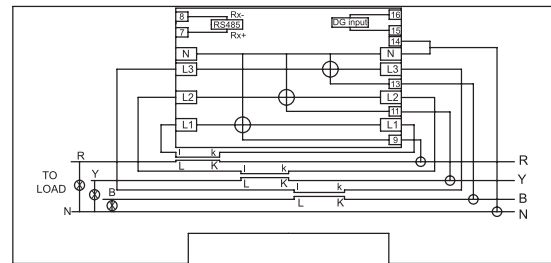 8 Rx- 16
RS485 DG input
7 Rx+ 15
14
N N
L3 L3
13
L2 L2
11
L1 L1
9
l k
R R
L K
TO LOAD
l k
Y Y
L K
l k
B B
L K
N N